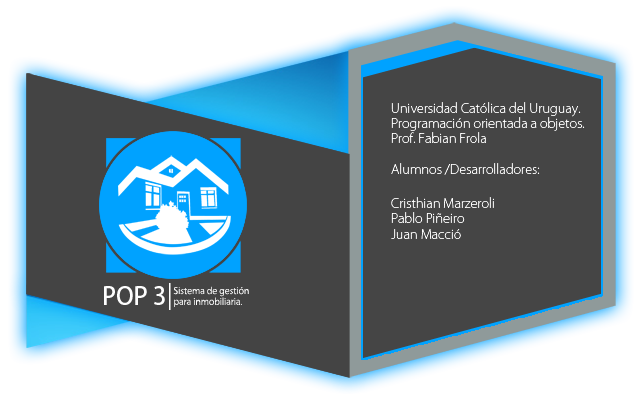 Universidad Católica del Uruguay.
Programación orientada a objetos.
Prof. Fabian Frola
Alumnos /Desarrolladores:
Cristhian Marzeroli
Pablo Piñeiro
Juan Macció
POP 3
Sistema de gestión
para inmobiliaria.